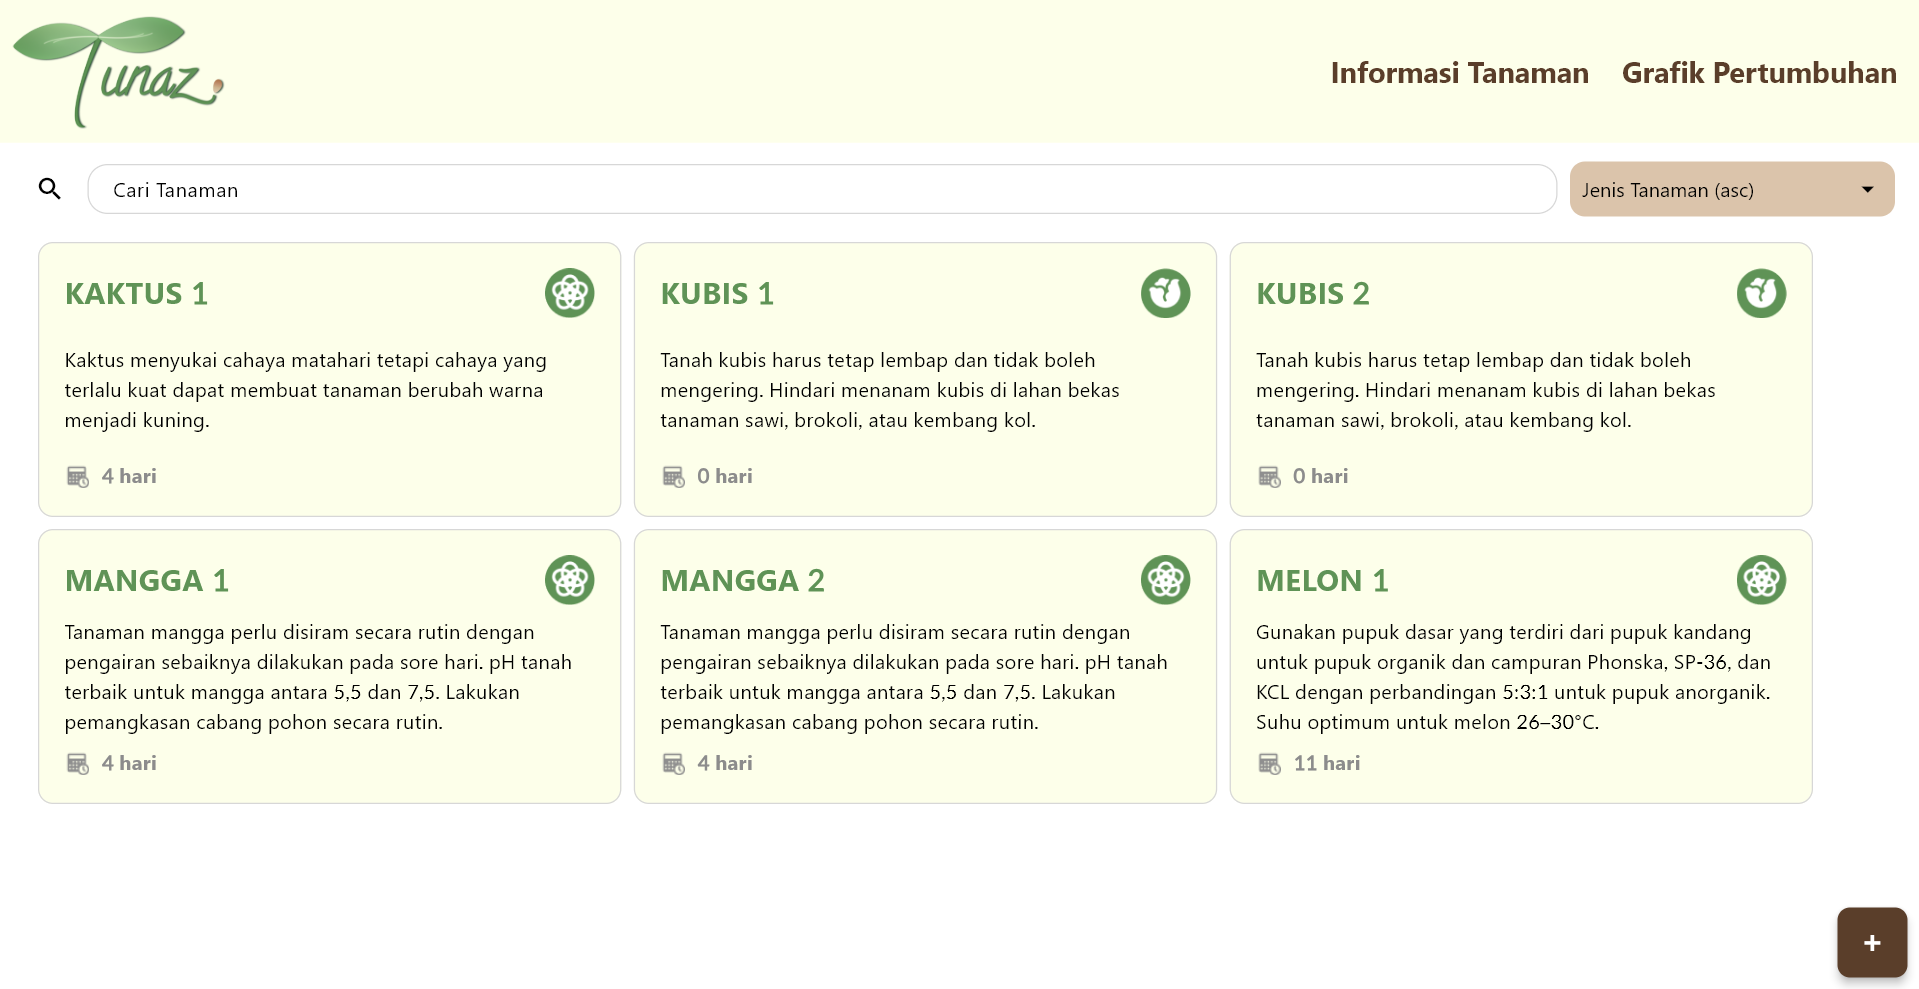 Tunaz.
Informasi Tanaman
Grafik Pertumbuhan
Cari Tanaman
Jenis Tanaman (asc)
KAKTUS 1
Kaktus menyukai cahaya matahari tetapi cahaya yang
terlalu kuat dapat membuat tanaman berubah warna
menjadi kuning.
4 hari
KUBIS 1
Tanah kubis harus tetap lembap dan tidak boleh
mengering. Hindari menanam kubis di lahan bekas
tanaman sawi, brokoli, atau kembang kol.
0 hari
KUBIS 2
Tanah kubis harus tetap lembap dan tidak boleh
mengering. Hindari menanam kubis di lahan bekas
tanaman sawi, brokoli, atau kembang kol.
0 hari
MANGGA 1
Tanaman mangga perlu disiram secara rutin dengan
pengairan sebaiknya dilakukan pada sore hari. pH tanah
terbaik untuk mangga antara 5,5 dan 7,5. Lakukan
pemangkasan cabang pohon secara rutin.
4 hari
MANGGA 2
Tanaman mangga perlu disiram secara rutin dengan
pengairan sebaiknya dilakukan pada sore hari. pH tanah
terbaik untuk mangga antara 5,5 dan 7,5. Lakukan
pemangkasan cabang pohon secara rutin.
4 hari
MELON 1
Gunakan pupuk dasar yang terdiri dari pupuk kandang
untuk pupuk organik dan campuran Phonska, SP-36, dan
KCL dengan perbandingan 5:3:1 untuk pupuk anorganik.
Suhu optimum untuk melon 26–30°C.
11 hari
+